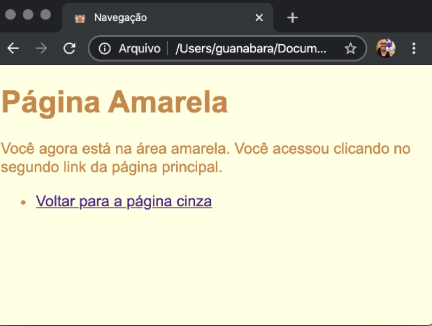 Navegação
Arquivo /Users/guanabara/Docum...
Página Amarela
Você agora está na área amarela. Você acessou clicando no
segundo link da página principal.
Voltar para a página cinza